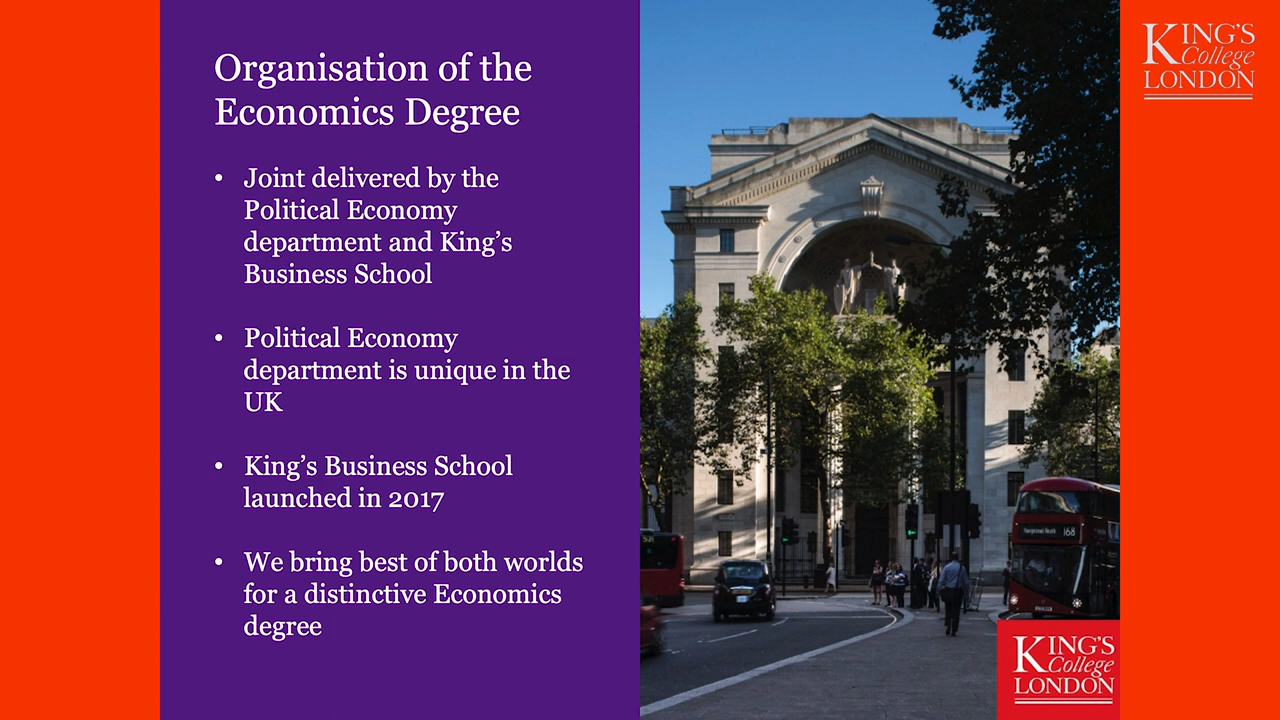 Organisation of the
Economics Degree
• Joint delivered by the
Political Economy
department and King’s
Business School
• Political Economy
department is unique in the
UK
• King’s Business School
launched in 2017
• We bring best of both worlds
for a distinctive Economics
degree
KING'S
College
LONDON
168
KING'S
College
LONDON